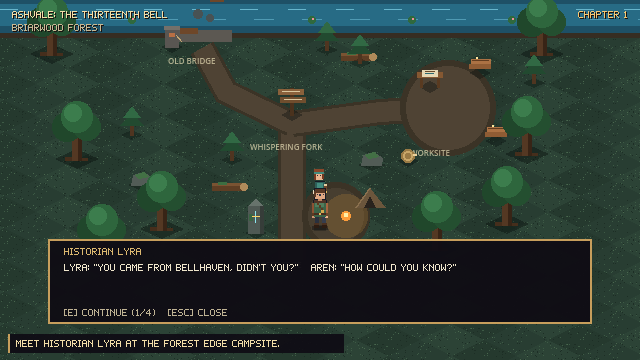 ASHVALE: THE THIRTEENTH BELL
CHAPTER 1
BRIARWOOD FOREST
OLD BRIDGE
WHISPERING FORK
WORKSITE
HISTORIAN LYRA
LYRA: "YOU CAME FROM BELLHAVEN, DIDN'T YOU?" AREN: "HOW COULD YOU KNOW?"
[E] CONTINUE (1/4) [ESC] CLOSE
MEET HISTORIAN LYRA AT THE FOREST EDGE CAMPSITE.